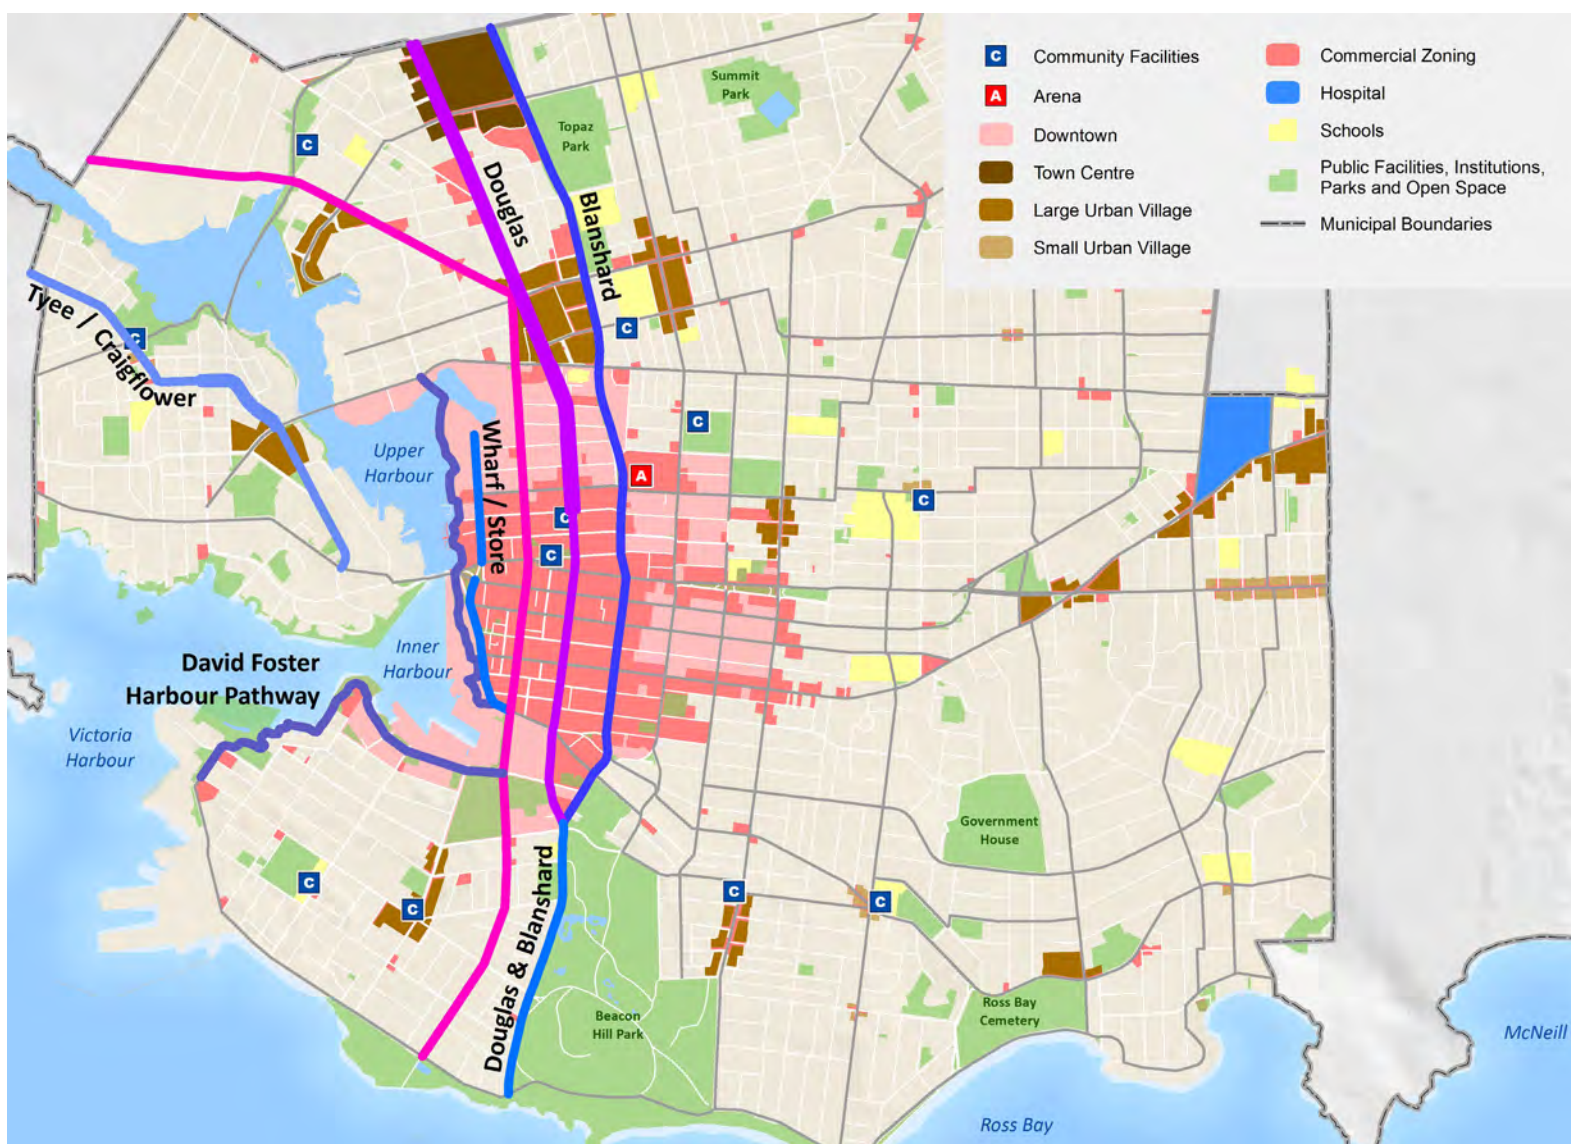 C Community Facilities
A Arena
Downtown
Town Centre
Large Urban Village
Small Urban Village
Commercial Zoning
Hospital
Schools
Public Facilities, Institutions,
Parks and Open Space
Municipal Boundaries
Summit
Park
Topaz
Park
C
Douglas
Blanshard
C
C
Tyee / Craigflower
C
Upper
Harbour
Wharf / Store
A
C
C
C
Inner
Harbour
David Foster
Harbour Pathway
Victoria
Harbour
Government
House
C
C
C
C
Douglas & Blanshard
Beacon
Hill Park
Ross Bay
Cemetery
McNeill
Ross Bay